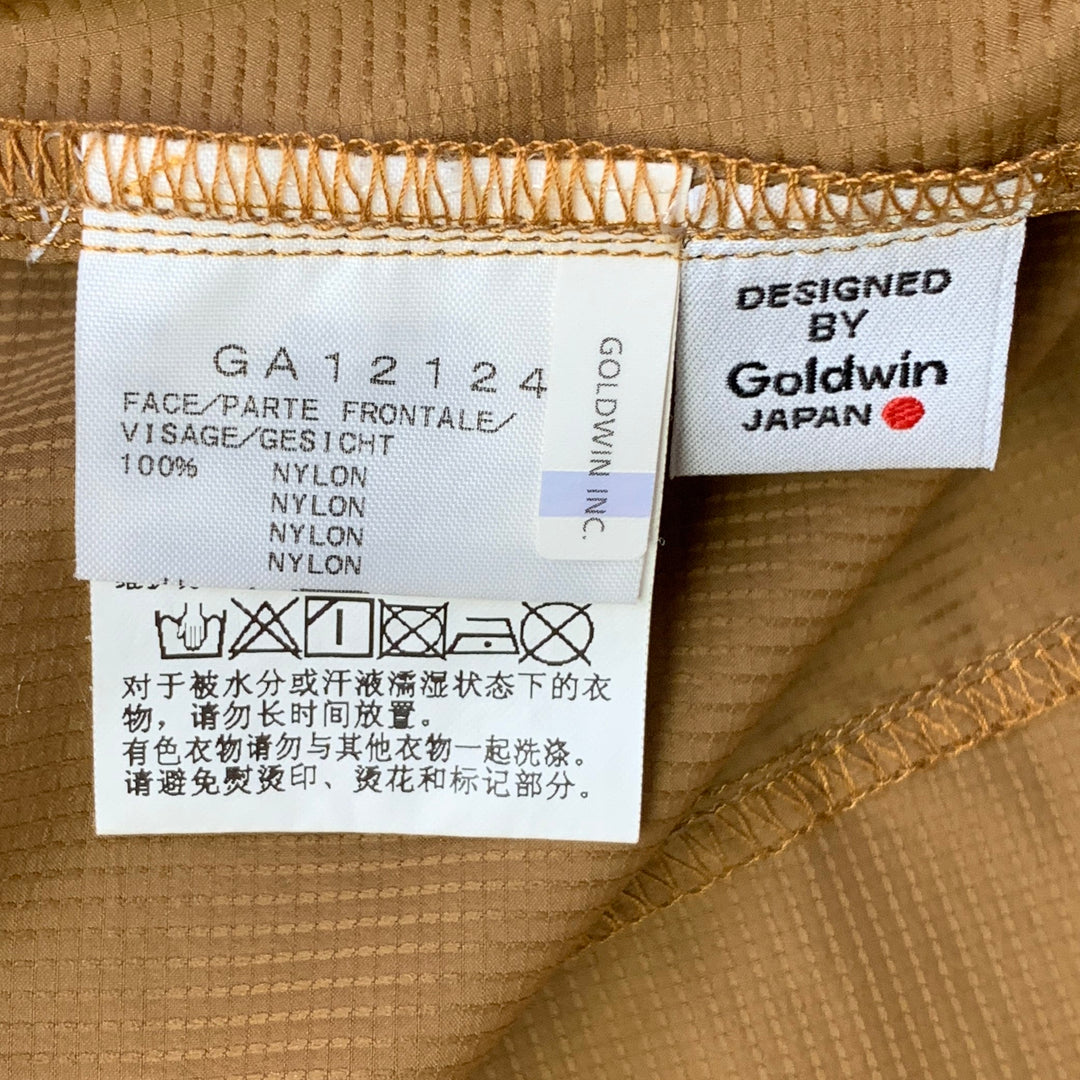 GA12124
FACE/PARTE FRONTALE/
VISAGE/GESICHT
100% NYLON
NYLON
NYLON
NYLON
GOLDWIN INC.
DESIGNED
BY
Goldwin
JAPAN
对于被水分或汗液濡湿状态下的衣
物，请勿长时间放置。
有色衣物请勿与其他衣物一起洗涤。
请避免熨烫印、烫花和标记部分。